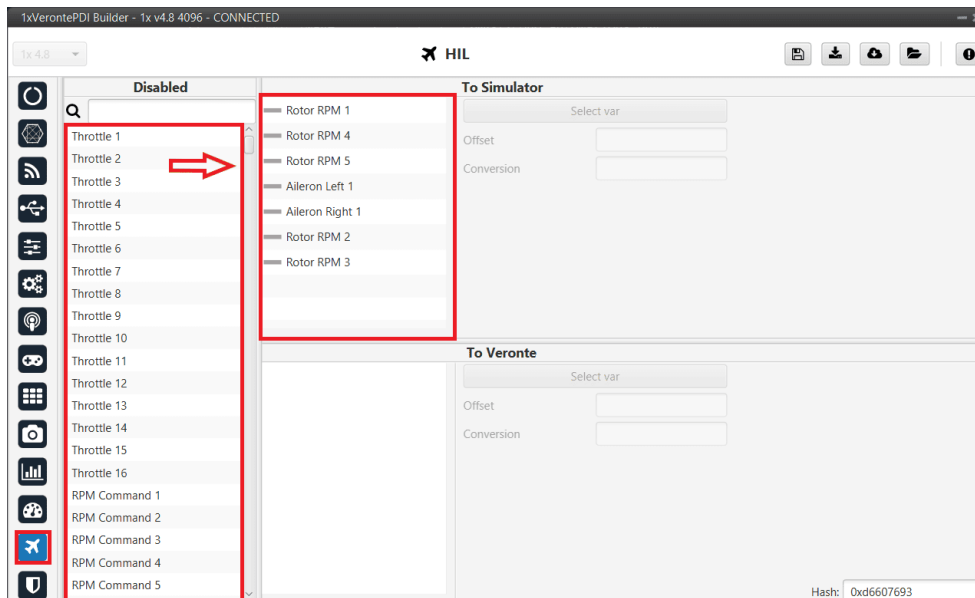 1xVerontePDI Builder - 1x v4.8 4096 - CONNECTED
1x 4.8
HIL
Disabled
Throttle 1
Throttle 2
Throttle 3
Throttle 4
Throttle 5
Throttle 6
Throttle 7
Throttle 8
Throttle 9
Throttle 10
Throttle 11
Throttle 12
Throttle 13
Throttle 14
Throttle 15
Throttle 16
RPM Command 1
RPM Command 2
RPM Command 3
RPM Command 4
RPM Command 5
To Simulator
Rotor RPM 1
Rotor RPM 4
Rotor RPM 5
Aileron Left 1
Aileron Right 1
Rotor RPM 2
Rotor RPM 3
Select var
Offset
Conversion
To Veronte
Select var
Offset
Conversion
Hash: 0xd6607693